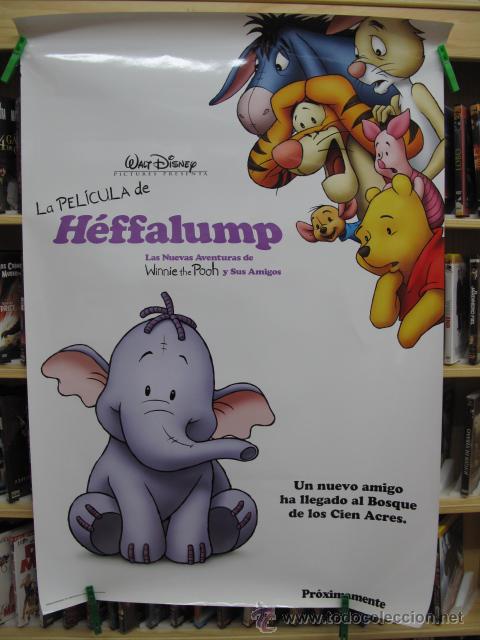 WALT DISNEY
PICTURES PRESENTA
La PELÍCULA de
Héffalump
Las Nuevas Aventuras de
Winnie the Pooh y Sus Amigos
Un nuevo amigo
ha llegado al Bosque
de los Cien Acres.
Próximamente
todocoleccion.net